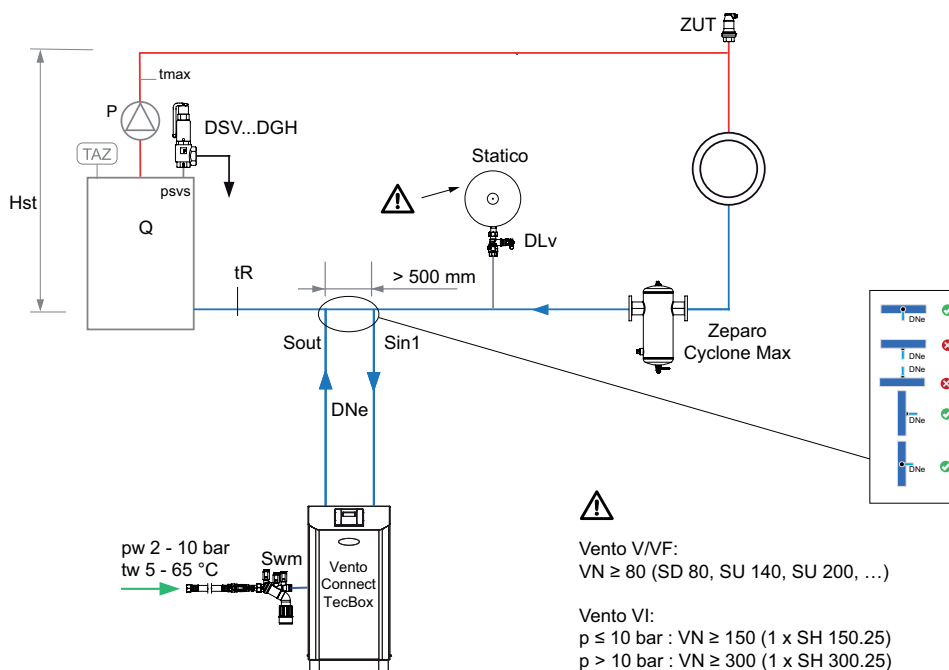 ZUT
tmax
P
DSV...DGH
TAZ
psvs
Statico
Hst
Q
DLv
tR
> 500 mm
Sout
Sin1
Zeparo
Cyclone Max
DNe
DNe
DNe
DNe
DNe
DNe
pw 2 - 10 bar
tw 5 - 65 °C
Swm
Vento
Connect
TecBox
Vento V/VF:
VN ≥ 80 (SD 80, SU 140, SU 200, …)
Vento VI:
p ≤ 10 bar : VN ≥ 150 (1 x SH 150.25)
p > 10 bar : VN ≥ 300 (1 x SH 300.25)